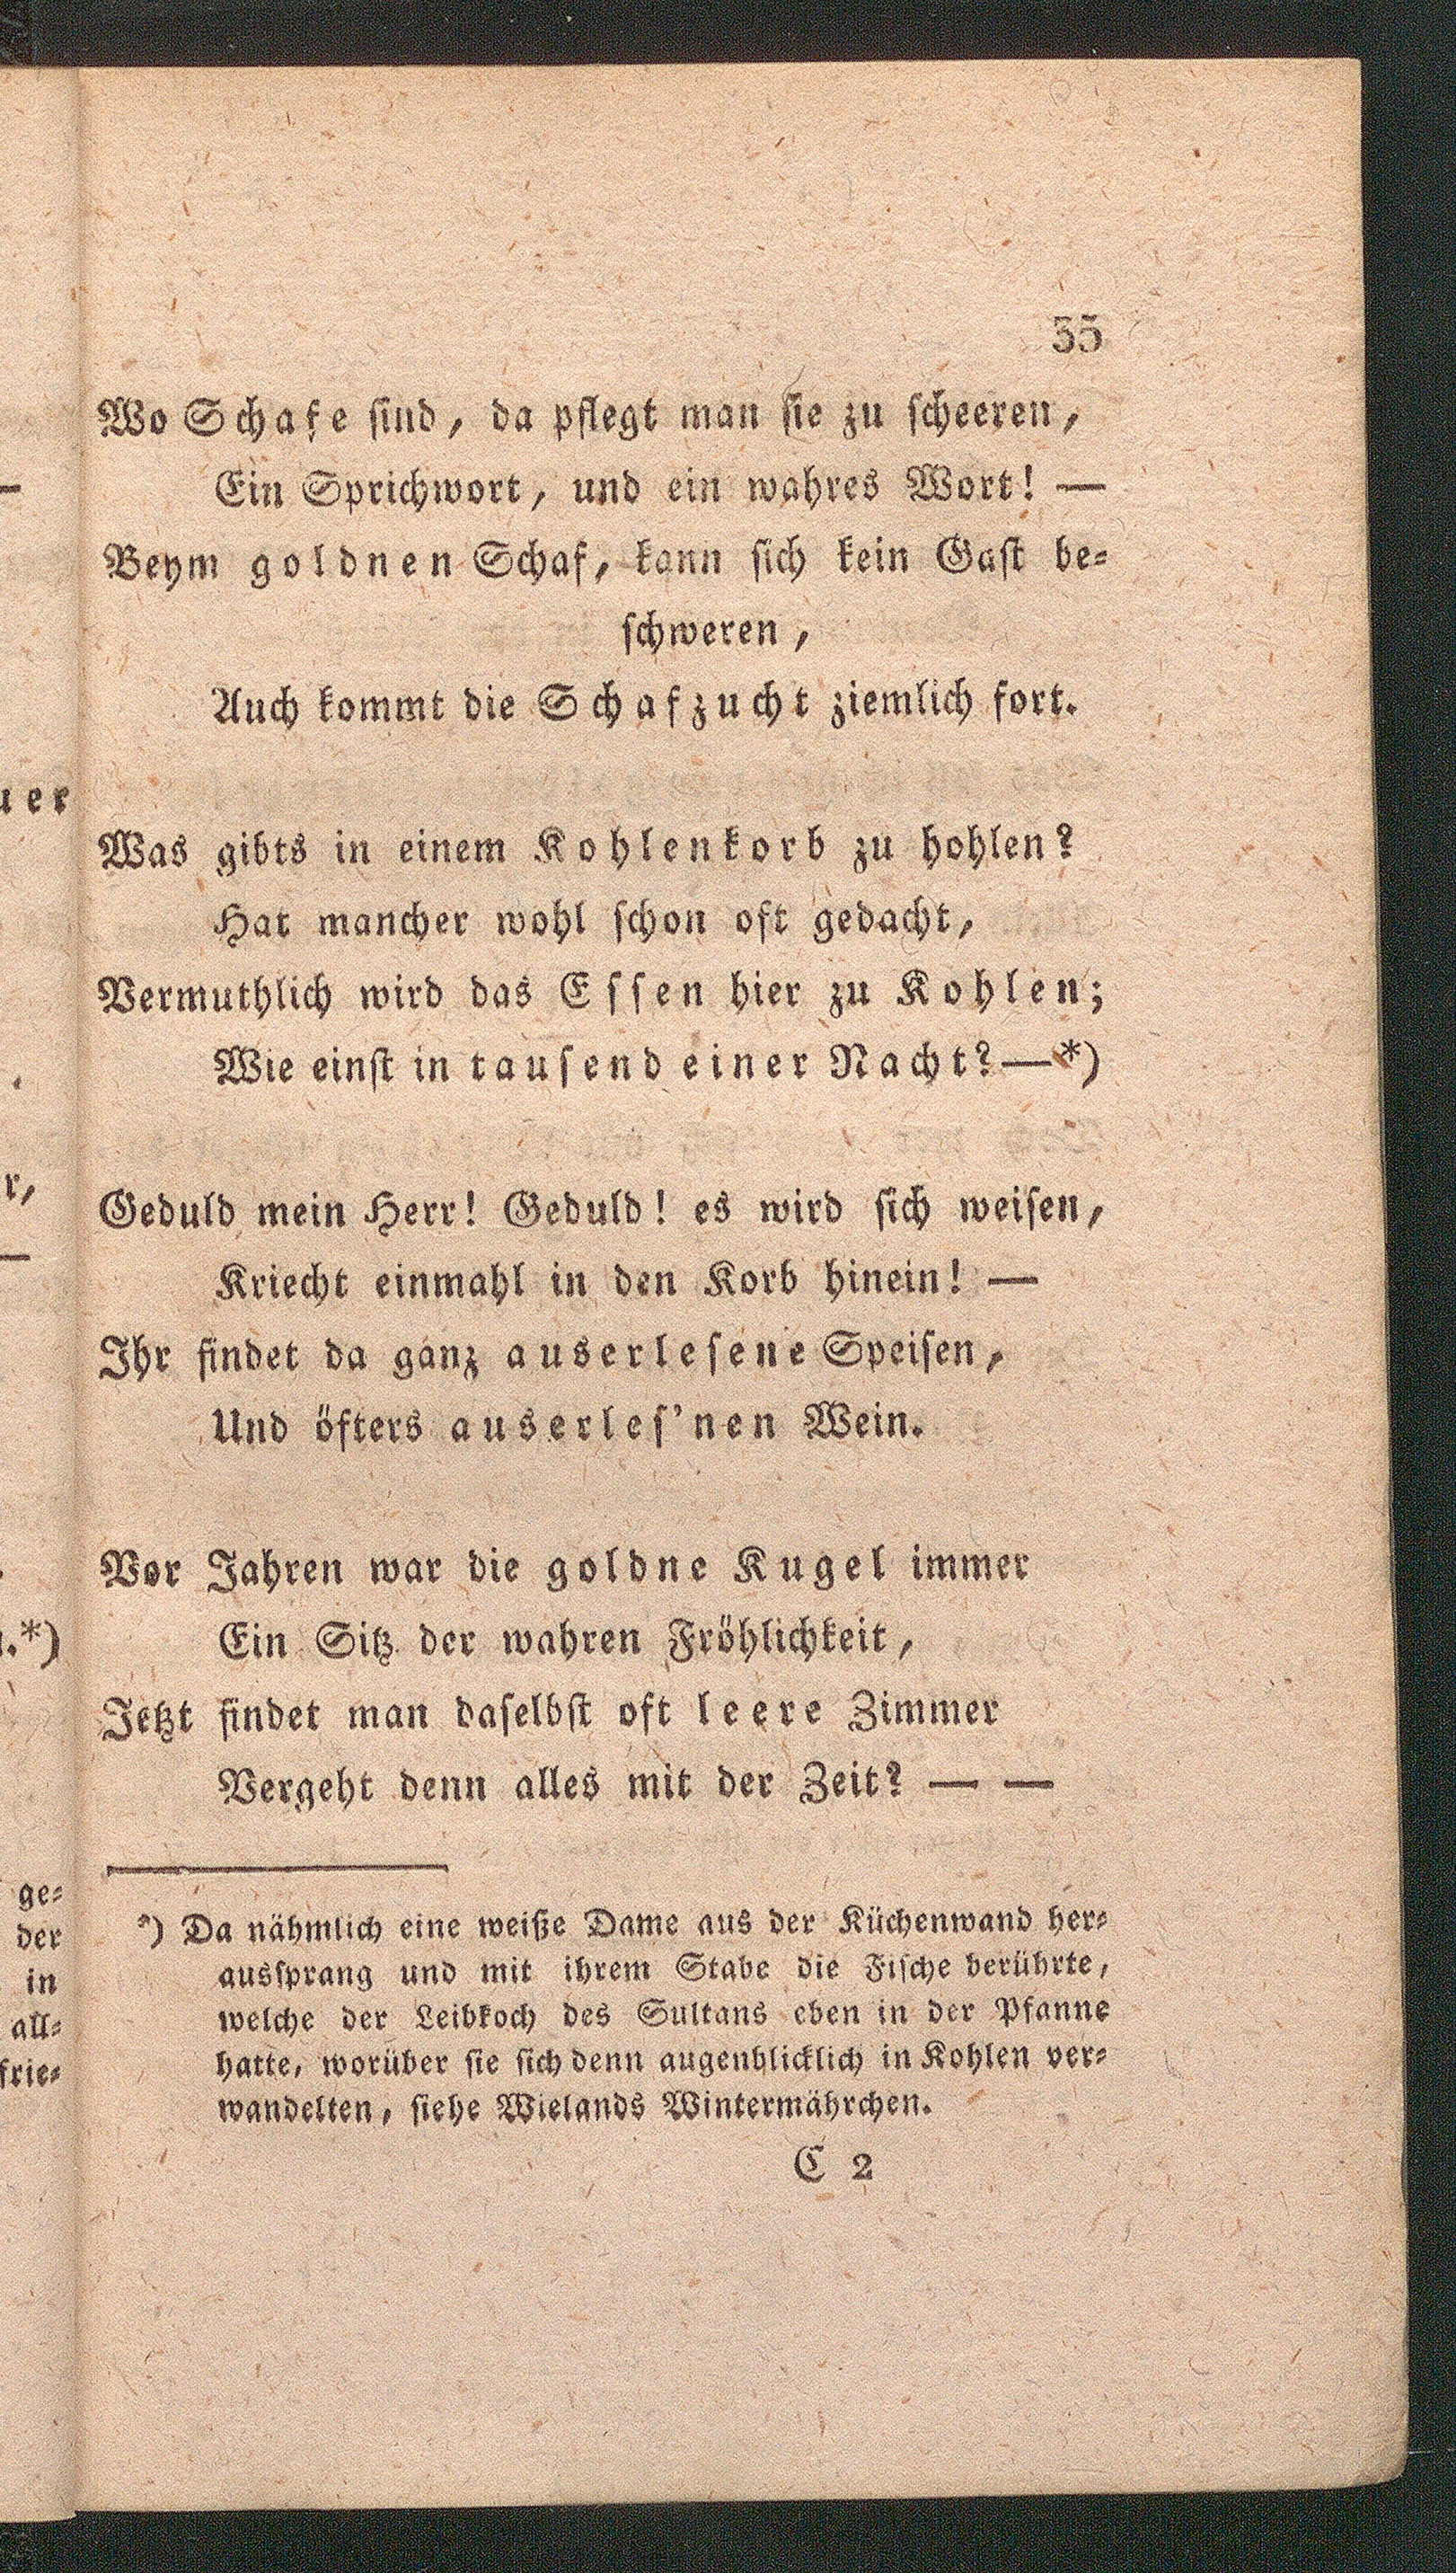 35
Wo Schafe sind, da pflegt man sie zu scheeren,
Ein Sprichwort, und ein wahres Wort! —
Beym goldnen Schaf, kann sich kein Gast be-
schweren,
Auch kommt die Schafzucht ziemlich fort.
Was gibts in einem Kohlenkorb zu hohlen?
Hat mancher wohl schon oft gedacht,
Vermuthlich wird das Essen hier zu Kohlen;
Wie einst in tausend einer Nacht? — *)
Geduld mein Herr! Geduld! es wird sich weisen,
Kriecht einmahl in den Korb hinein! —
Ihr findet da ganz auserlesene Speisen,
Und öfters auserles'nen Wein.
Vor Jahren war die goldne Kugel immer
Ein Sitz der wahren Fröhlichkeit,
Jetzt findet man daselbst oft leere Zimmer
Vergeht denn alles mit der Zeit? — —
*) Da nähmlich eine weiße Dame aus der Küchenwand her-
aussprang und mit ihrem Stabe die Fische berührte,
welche der Leibkoch des Sultans eben in der Pfanne
hatte, worüber sie sich denn augenblicklich in Kohlen ver-
wandelten, siehe Wielands Wintermährchen.
C 2